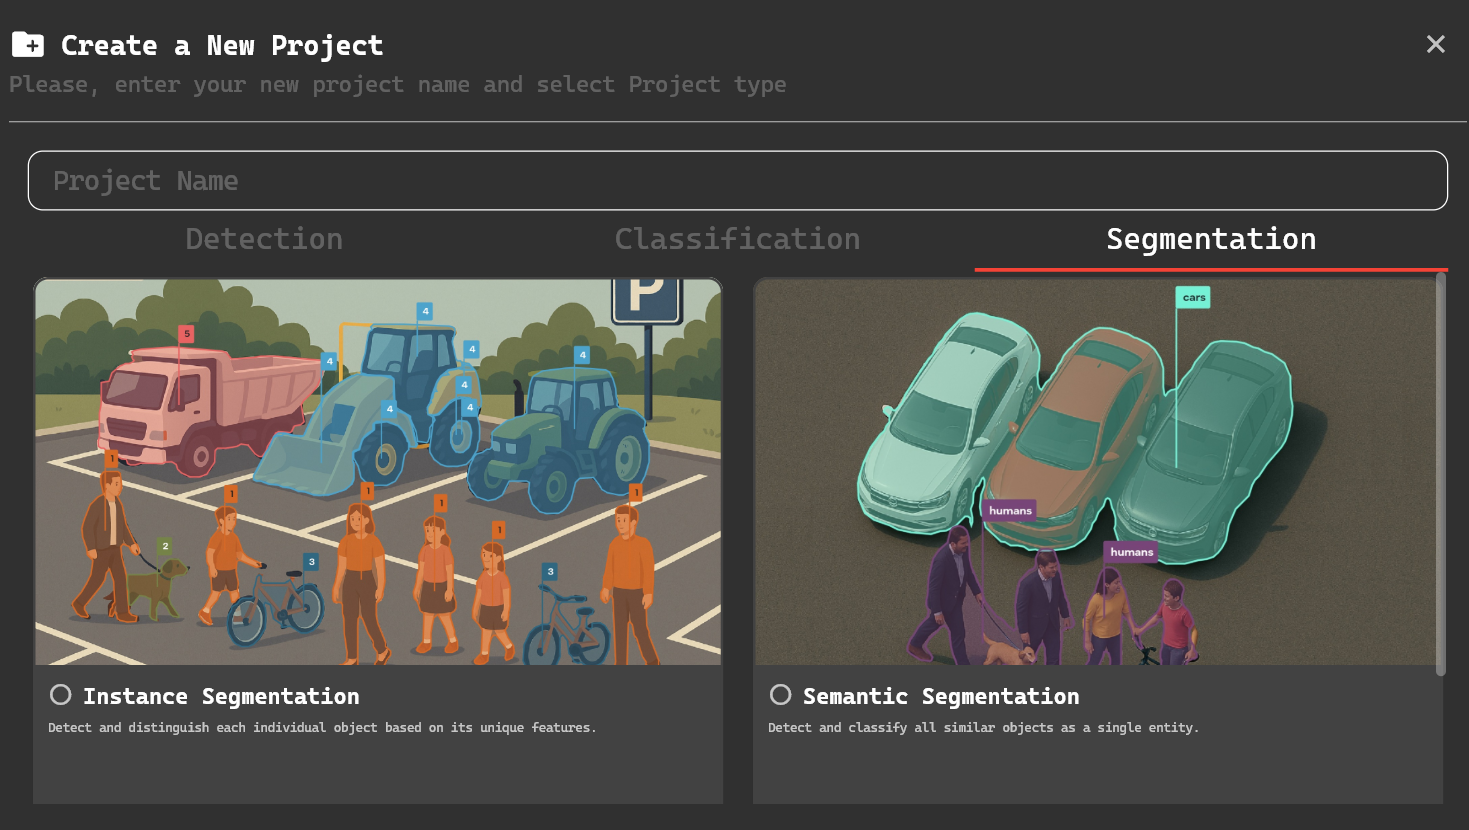 Create a New Project
Please, enter your new project name and select Project type
Project Name
Detection
Classification
Segmentation
P
5
4
4
4
4
4
4
4
1
1
1
1
1
1
2
3
3
cars
humans
humans
Instance Segmentation
Detect and distinguish each individual object based on its unique features.
Semantic Segmentation
Detect and classify all similar objects as a single entity.